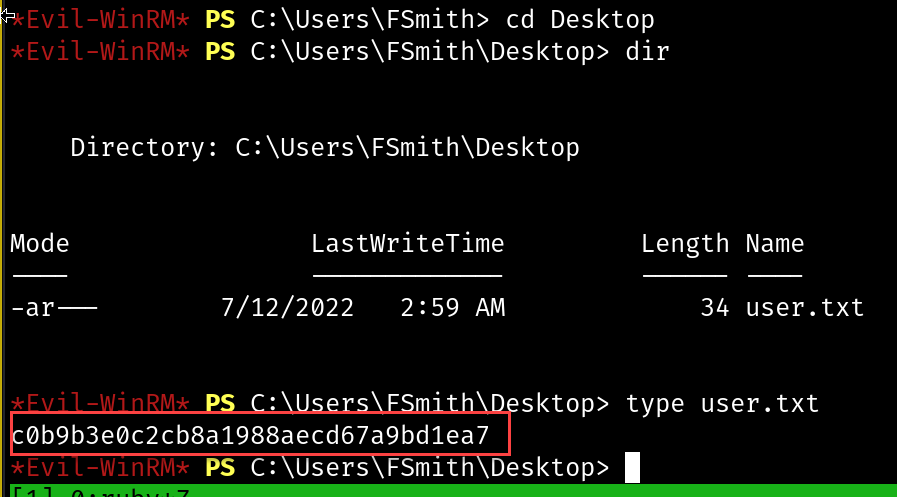 *Evil-WinRM* PS C:\Users\FSmith> cd Desktop
*Evil-WinRM* PS C:\Users\FSmith\Desktop> dir
Directory: C:\Users\FSmith\Desktop
Mode LastWriteTime Length Name
---- ------------- ------ ----
-ar--- 7/12/2022 2:59 AM 34 user.txt
*Evil-WinRM* PS C:\Users\FSmith\Desktop> type user.txt
c0b9b3e0c2cb8a1988aecd67a9bd1ea7
*Evil-WinRM* PS C:\Users\FSmith\Desktop>